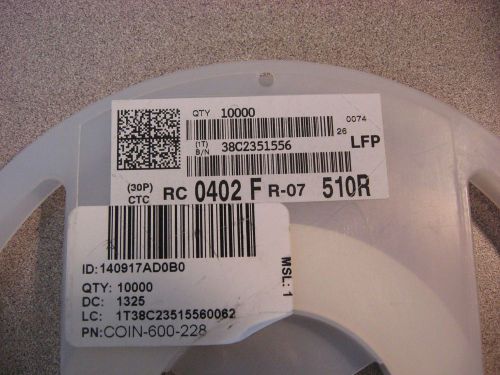 QTY 10000
0074
26
(1T)
B/N 38C2351556
LFP
(30P)
CTC RC 0402 F R-07 510R
ID:140917AD0B0
QTY: 10000
DC: 1325
LC: 1T38C23515560062
PN:COIN-600-228
MSL: 1